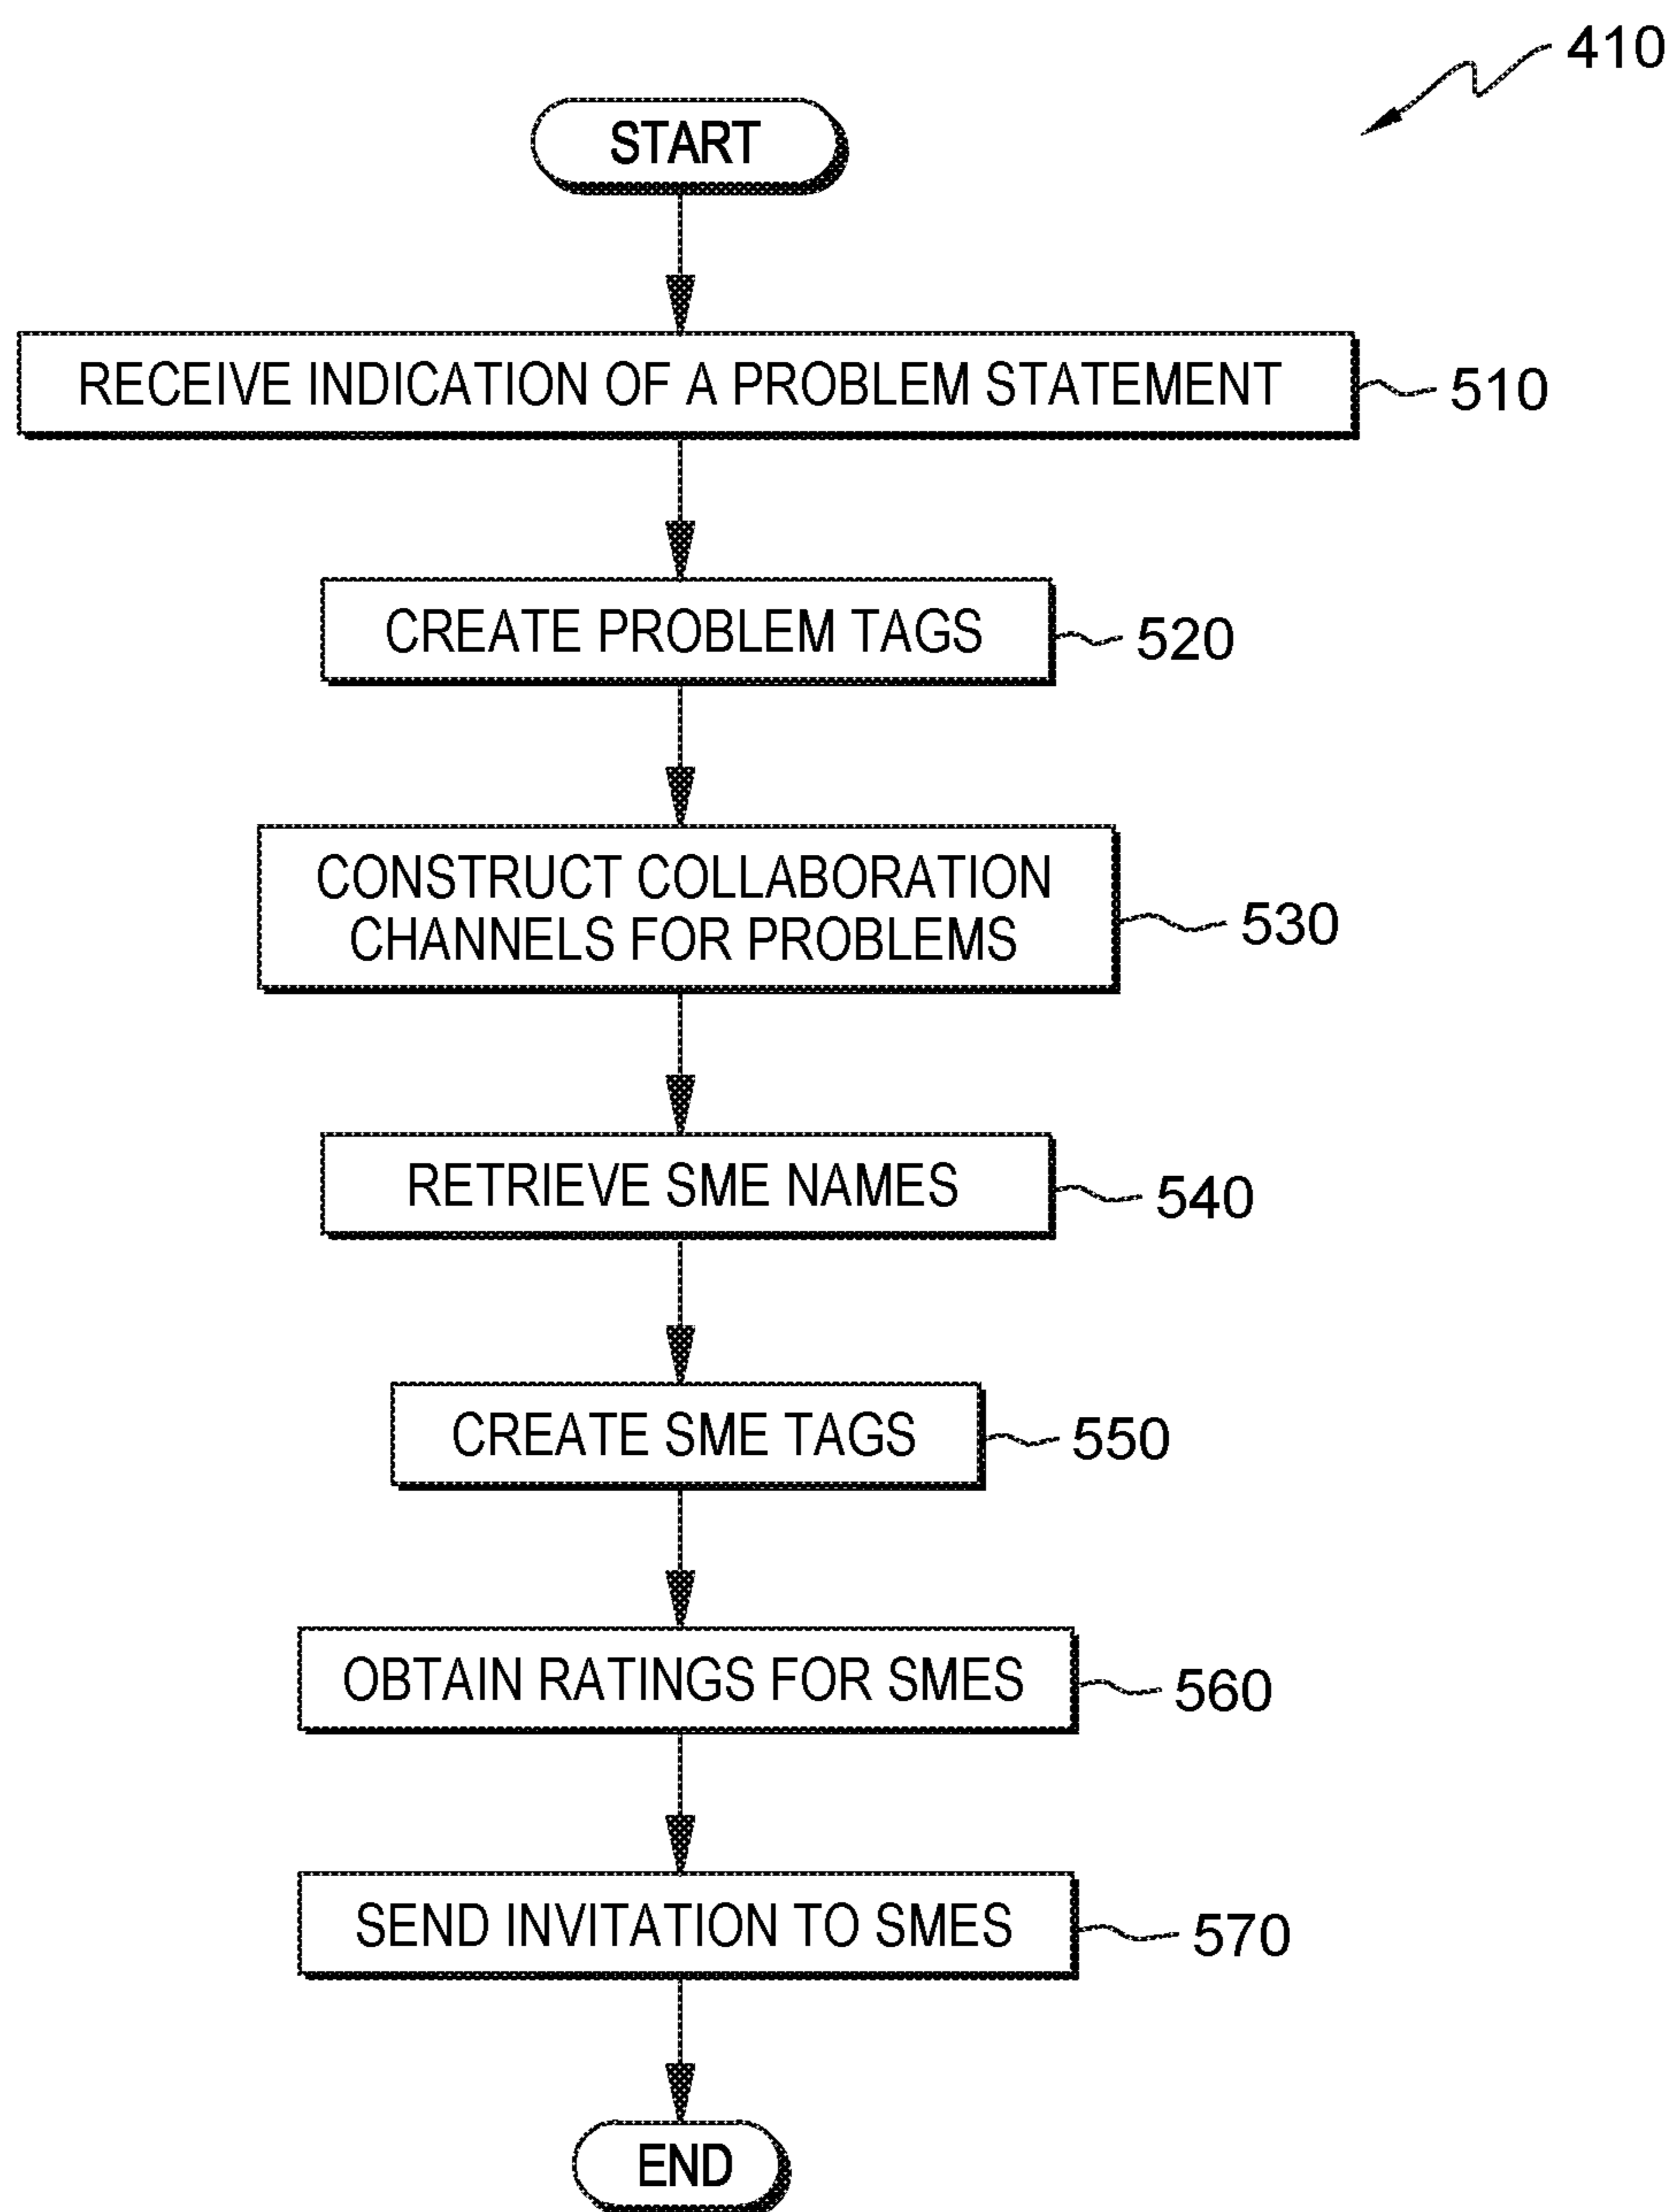 410
START
RECEIVE INDICATION OF A PROBLEM STATEMENT
510
CREATE PROBLEM TAGS
520
CONSTRUCT COLLABORATION
CHANNELS FOR PROBLEMS
530
RETRIEVE SME NAMES
540
CREATE SME TAGS
550
OBTAIN RATINGS FOR SMES
560
SEND INVITATION TO SMES
570
END